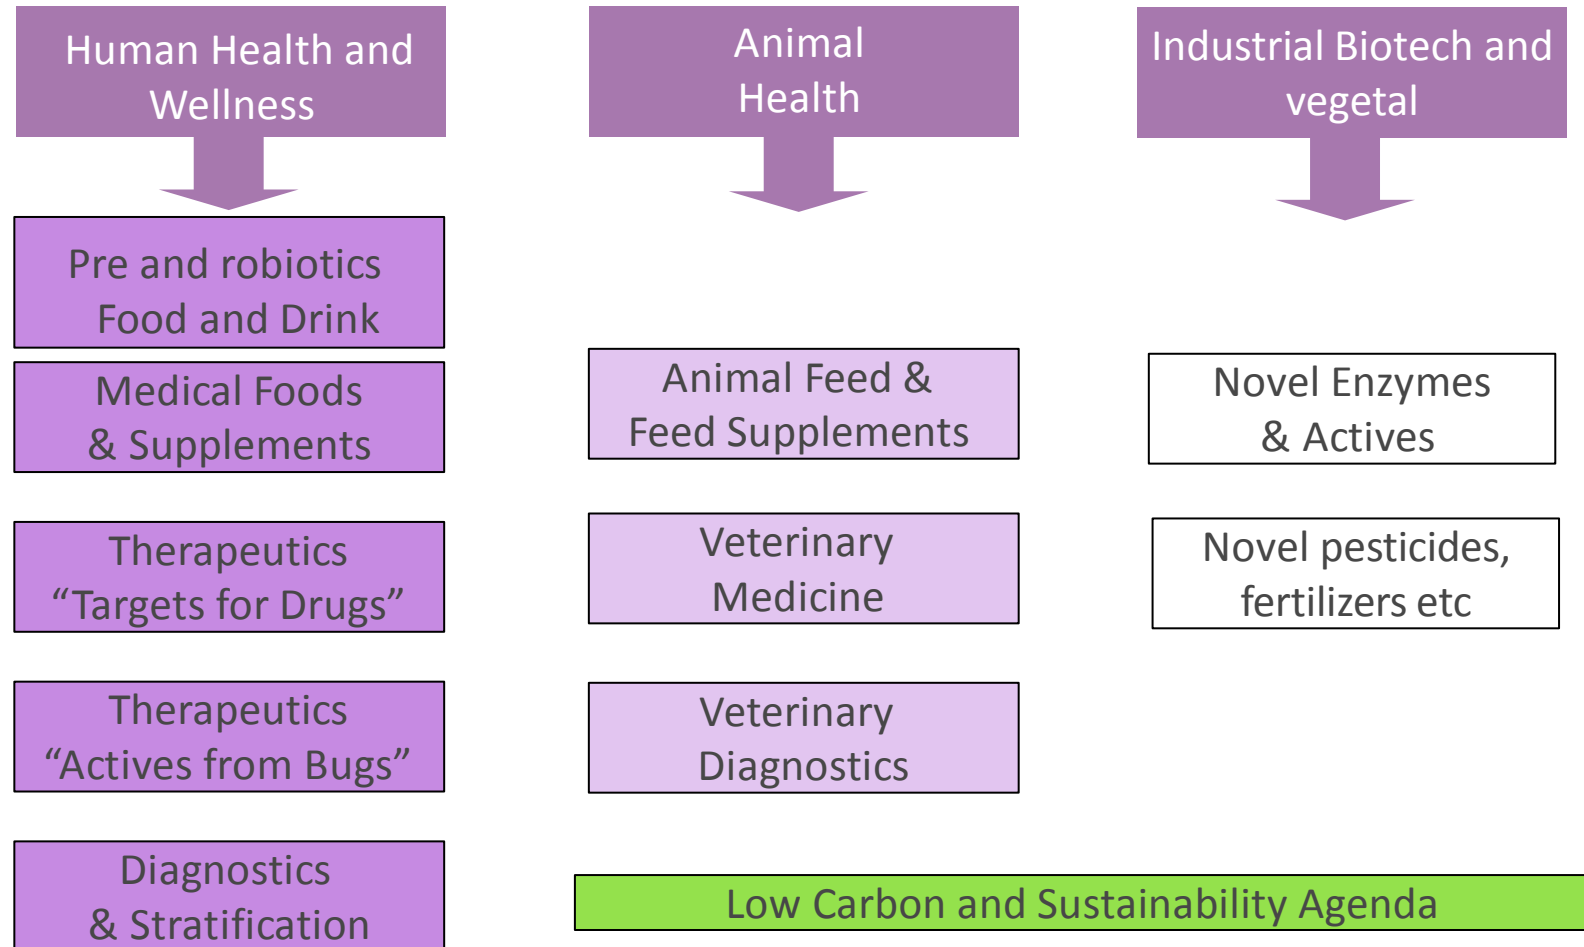 Human Health and
Wellness
Animal
Health
Industrial Biotech and
vegetal
Pre and robiotics
Food and Drink
Medical Foods
& Supplements
Therapeutics
“Targets for Drugs”
Therapeutics
“Actives from Bugs”
Diagnostics
& Stratification
Animal Feed &
Feed Supplements
Veterinary
Medicine
Veterinary
Diagnostics
Novel Enzymes
& Actives
Novel pesticides,
fertilizers etc
Low Carbon and Sustainability Agenda